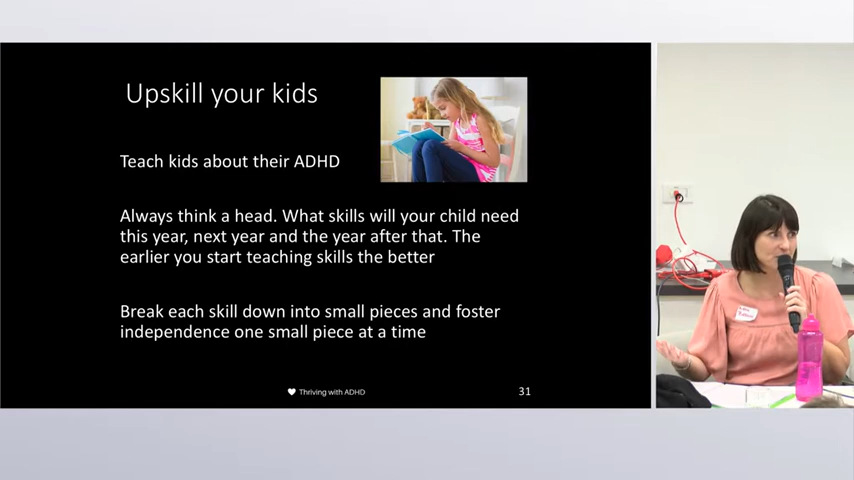 Upskill your kids
Teach kids about their ADHD
Always think a head. What skills will your child need
this year, next year and the year after that. The
earlier you start teaching skills the better
Break each skill down into small pieces and foster
independence one small piece at a time
Thriving with ADHD
31